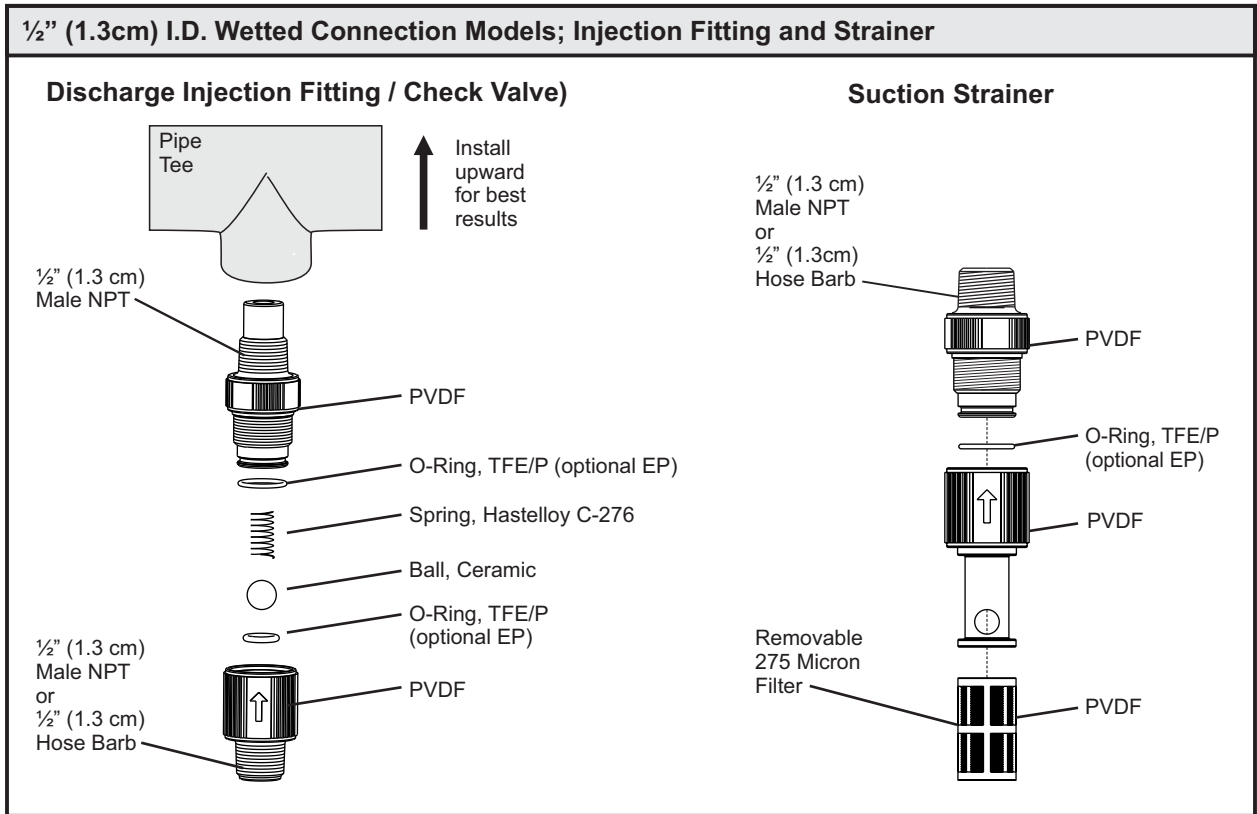 ½” (1.3cm) I.D. Wetted Connection Models; Injection Fitting and Strainer
Discharge Injection Fitting / Check Valve)
Pipe
Tee
Install
upward
for best
results
½” (1.3 cm)
Male NPT
PVDF
O-Ring, TFE/P (optional EP)
Spring, Hastelloy C-276
Ball, Ceramic
O-Ring, TFE/P
(optional EP)
½” (1.3 cm)
Male NPT
or
½” (1.3 cm)
Hose Barb
PVDF
Suction Strainer
½” (1.3 cm)
Male NPT
or
½” (1.3cm)
Hose Barb
PVDF
O-Ring, TFE/P
(optional EP)
PVDF
Removable
275 Micron
Filter
PVDF